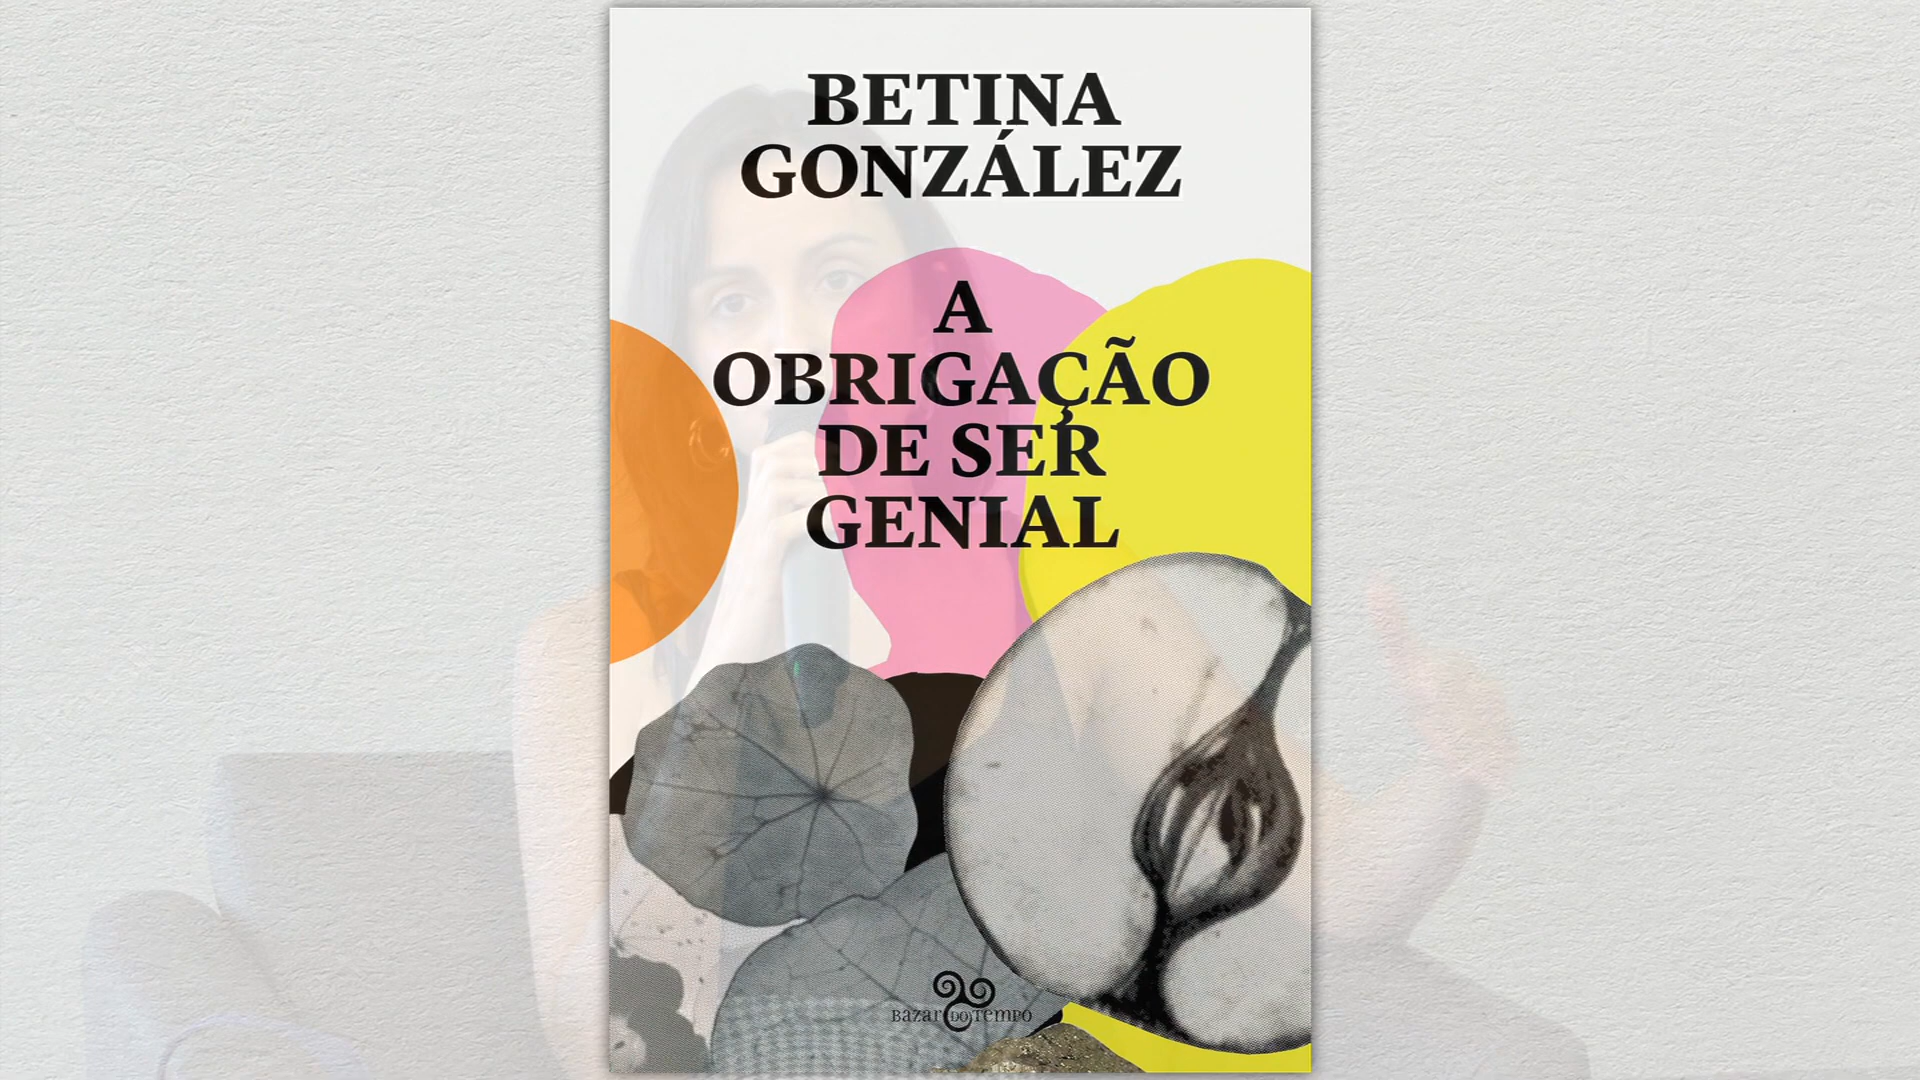 BETINA
GONZÁLEZ
A
OBRIGAÇÃO
DE SER
GENIAL
BAZAR DO TEMPO